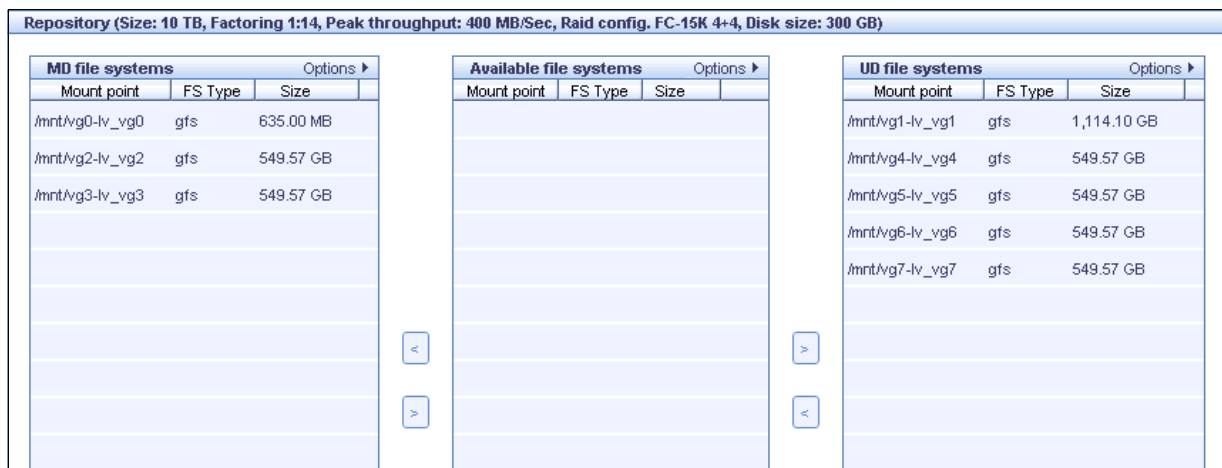 Repository (Size: 10 TB, Factoring 1:14, Peak throughput: 400 MB/Sec, Raid config. FC-15K 4+4, Disk size: 300 GB)
MD file systems Options
Mount point FS Type Size
/mnt/vg0-lv_vg0 gfs 635.00 MB
/mnt/vg2-lv_vg2 gfs 549.57 GB
/mnt/vg3-lv_vg3 gfs 549.57 GB
Available file systems Options
Mount point FS Type Size
<
>
UD file systems Options
Mount point FS Type Size
/mnt/vg1-lv_vg1 gfs 1,114.10 GB
/mnt/vg4-lv_vg4 gfs 549.57 GB
/mnt/vg5-lv_vg5 gfs 549.57 GB
/mnt/vg6-lv_vg6 gfs 549.57 GB
/mnt/vg7-lv_vg7 gfs 549.57 GB
>
<